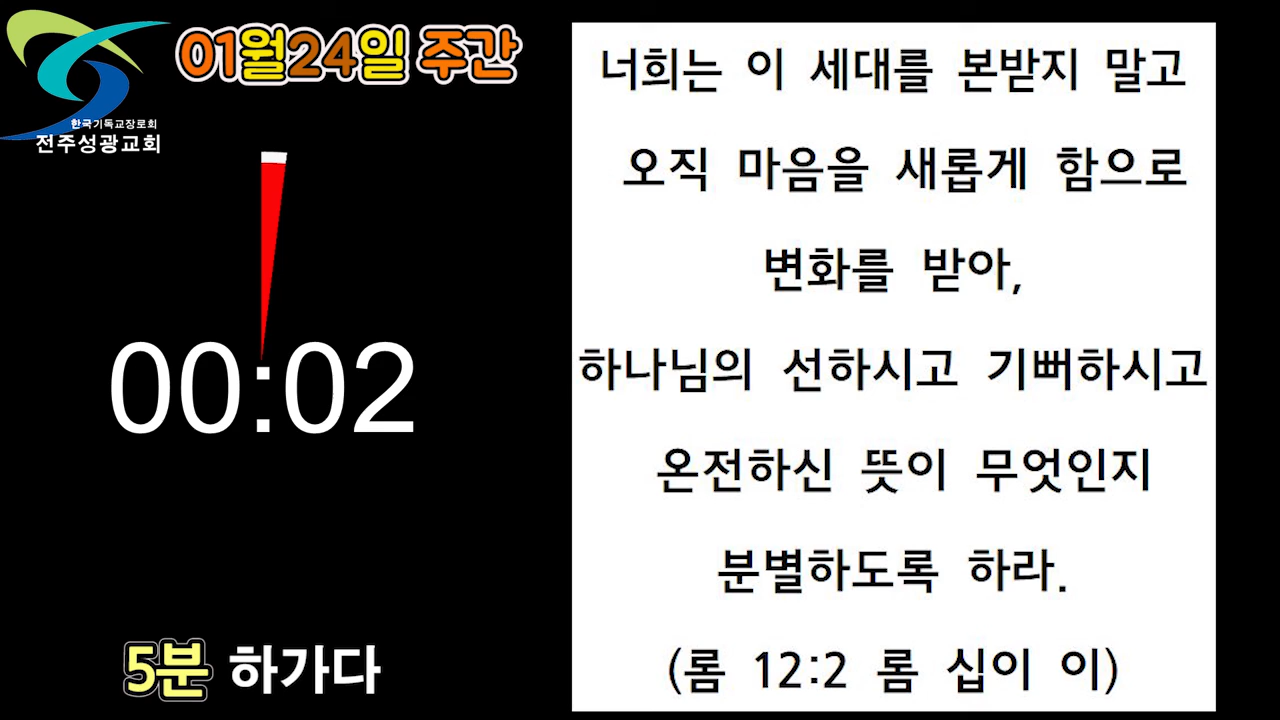 01월24일 주간
한국기독교장로회
전주성광교회
00:02
5분 하가다
너희는 이 세대를 본받지 말고
오직 마음을 새롭게 함으로
변화를 받아,
하나님의 선하시고 기뻐하시고
온전하신 뜻이 무엇인지
분별하도록 하라.
(롬 12:2 롬 십이 이)